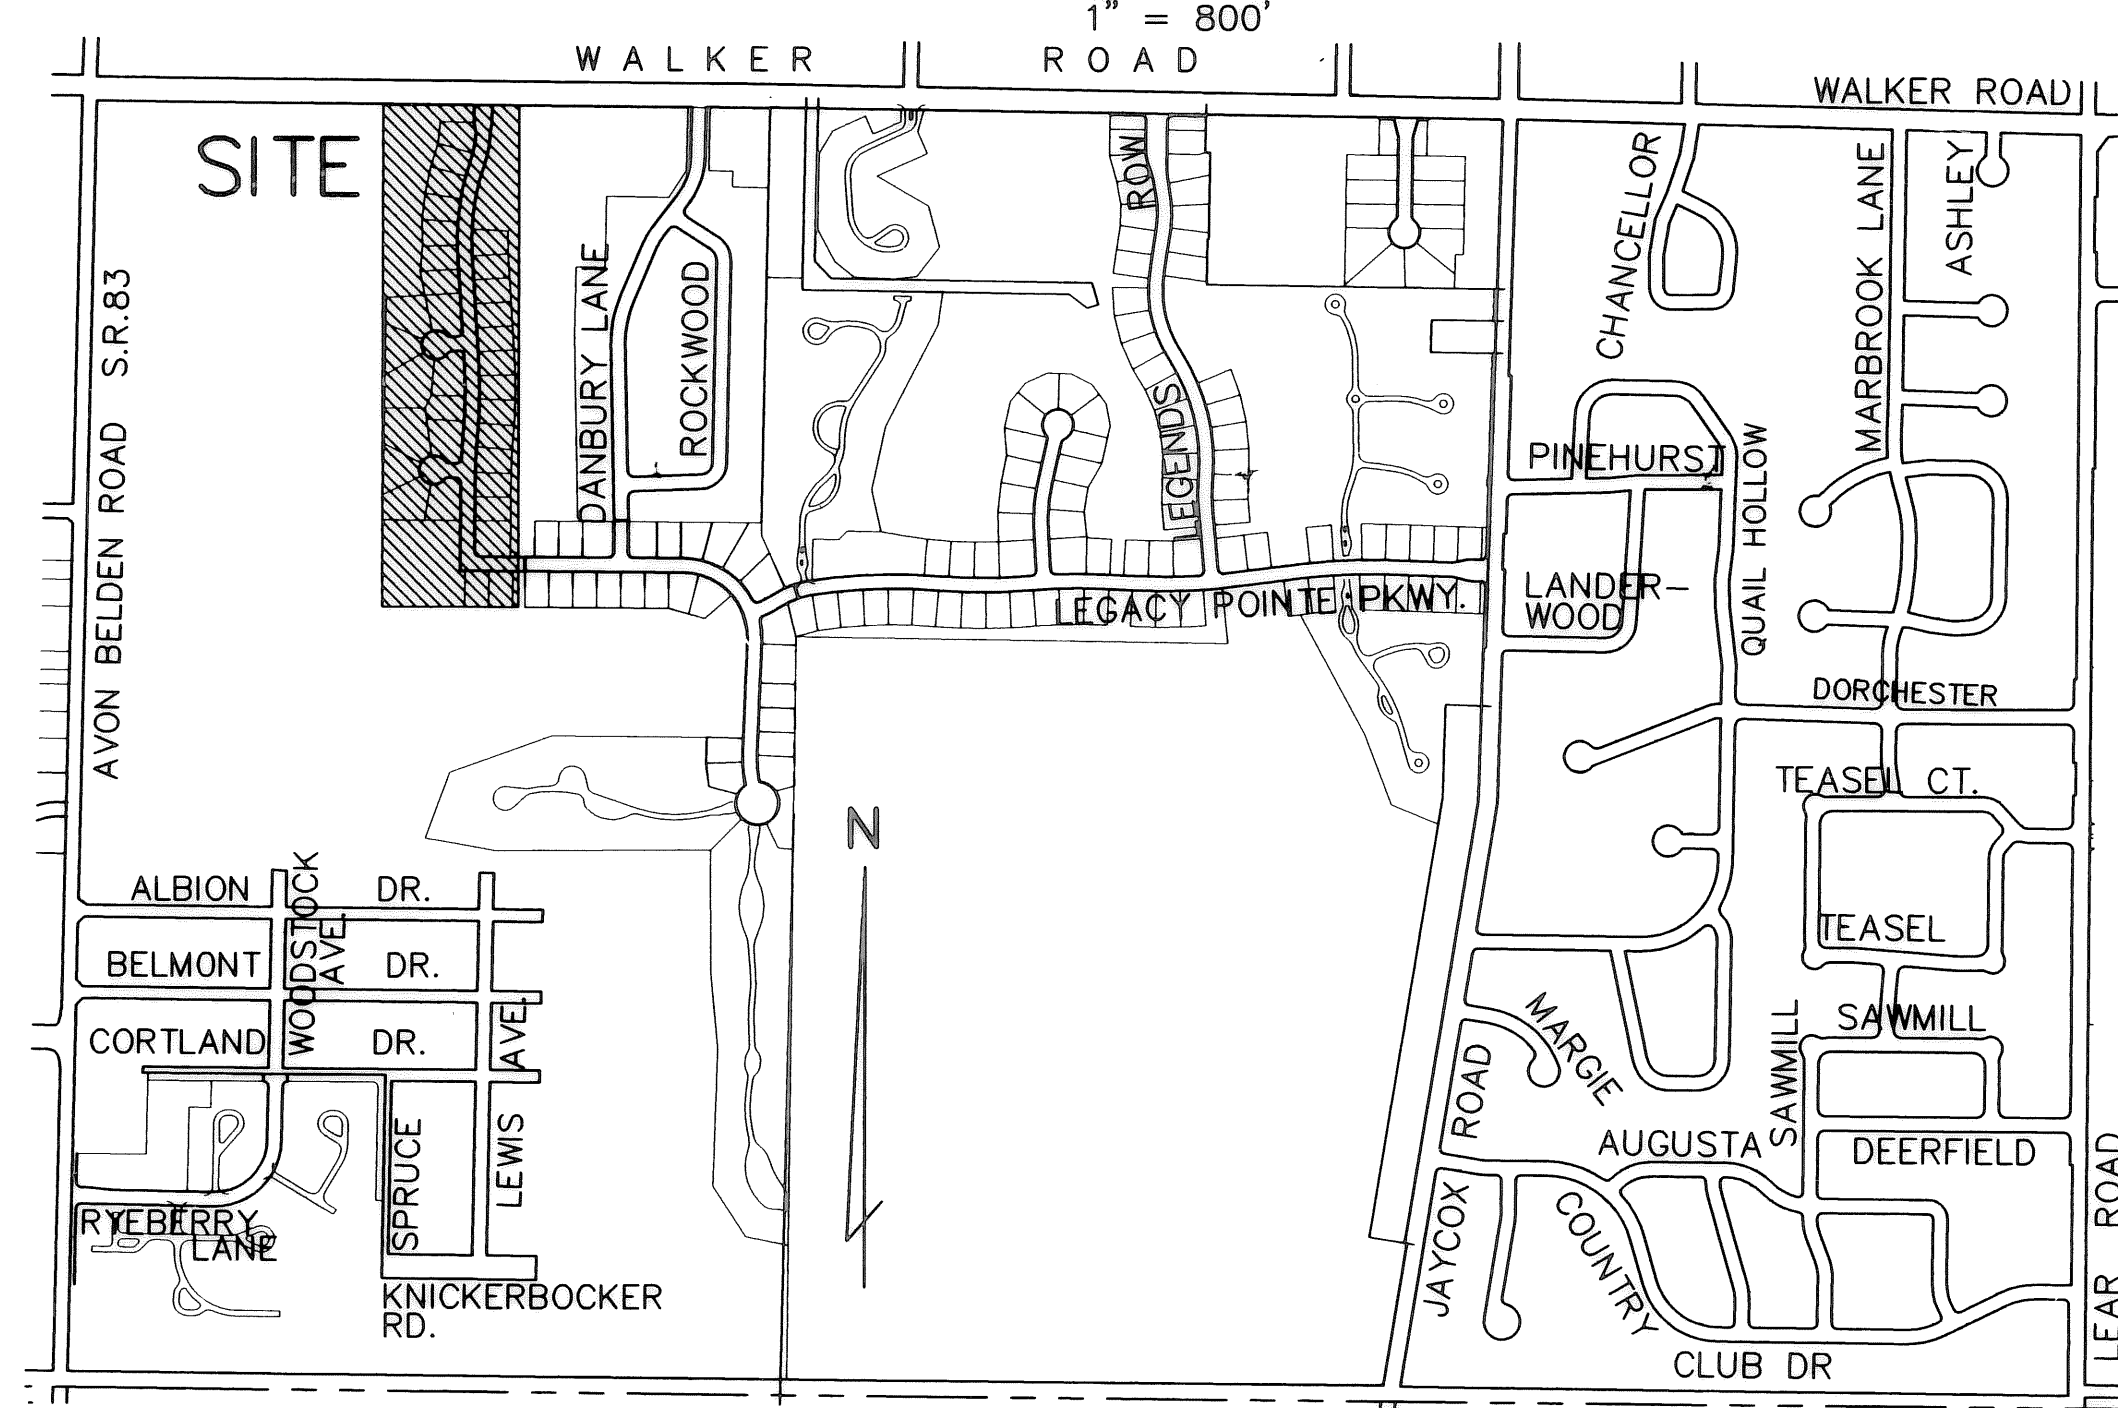 1" = 800'
WALKER ROAD
WALKER ROAD
SITE
AVON BELDEN ROAD S.R.83
DANBURY LANE
ROCKWOOD
LEGENDS ROW
CHANCELLOR
MARBROOK LANE
ASHLEY
PINEHURST
QUAIL HOLLOW
LANDER-
WOOD
LEGACY POINTE PKWY.
DORCHESTER
TEASEL CT.
TEASEL
SAWMILL
SAWMILL
DEERFIELD
N
ALBION DR.
WOODSTOCK
AVE.
BELMONT DR.
CORTLAND DR.
LEWIS AVE.
SPRUCE
RYEBERRY
LANE
KNICKERBOCKER
RD.
MARGIE
JAYCOX ROAD
AUGUSTA
COUNTRY
CLUB DR
LEAR ROAD